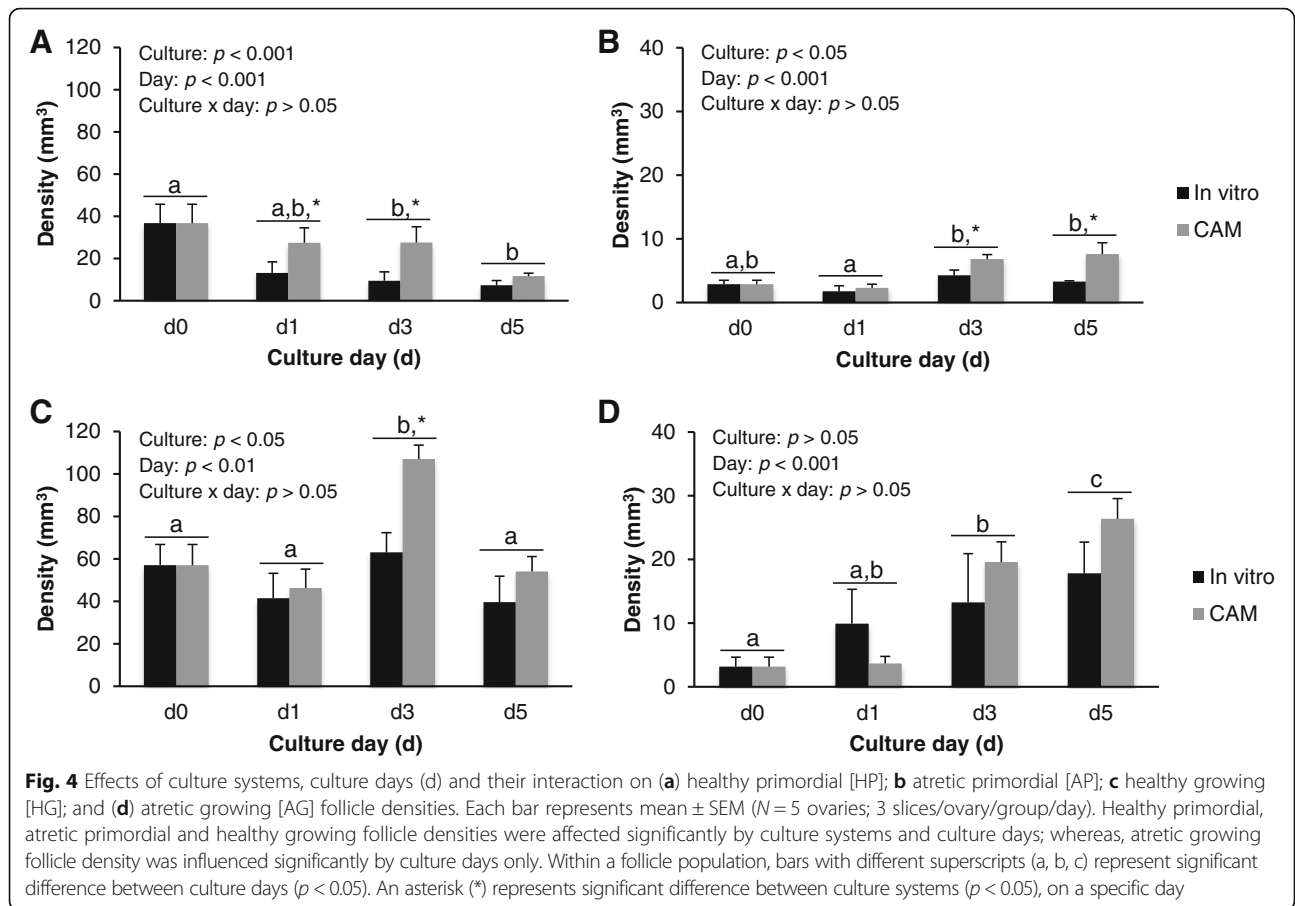 A
Culture: p < 0.001
Day: p < 0.001
Culture x day: p > 0.05
120
100
80
60
40
20
0
Density (mm³)
a
a,b,*
b,*
b
d0 d1 d3 d5
Culture day (d)
B
Culture: p < 0.05
Day: p < 0.001
Culture x day: p > 0.05
40
30
20
10
0
Desnity (mm³)
a,b
a
b,*
b,*
d0 d1 d3 d5
Culture day (d)
In vitro
CAM
C
Culture: p < 0.05
Day: p < 0.01
Culture x day: p > 0.05
120
100
80
60
40
20
0
Density (mm³)
a
a
b,*
a
d0 d1 d3 d5
Culture day (d)
D
Culture: p > 0.05
Day: p < 0.001
Culture x day: p > 0.05
40
30
20
10
0
Density (mm³)
a
a,b
b
c
d0 d1 d3 d5
Culture day (d)
In vitro
CAM
Fig. 4 Effects of culture systems, culture days (d) and their interaction on (a) healthy primordial [HP]; b atretic primordial [AP]; c healthy growing
[HG]; and (d) atretic growing [AG] follicle densities. Each bar represents mean ± SEM (N = 5 ovaries; 3 slices/ovary/group/day). Healthy primordial,
atretic primordial and healthy growing follicle densities were affected significantly by culture systems and culture days; whereas, atretic growing
follicle density was influenced significantly by culture days only. Within a follicle population, bars with different superscripts (a, b, c) represent significant
difference between culture days (p < 0.05). An asterisk (*) represents significant difference between culture systems (p < 0.05), on a specific day